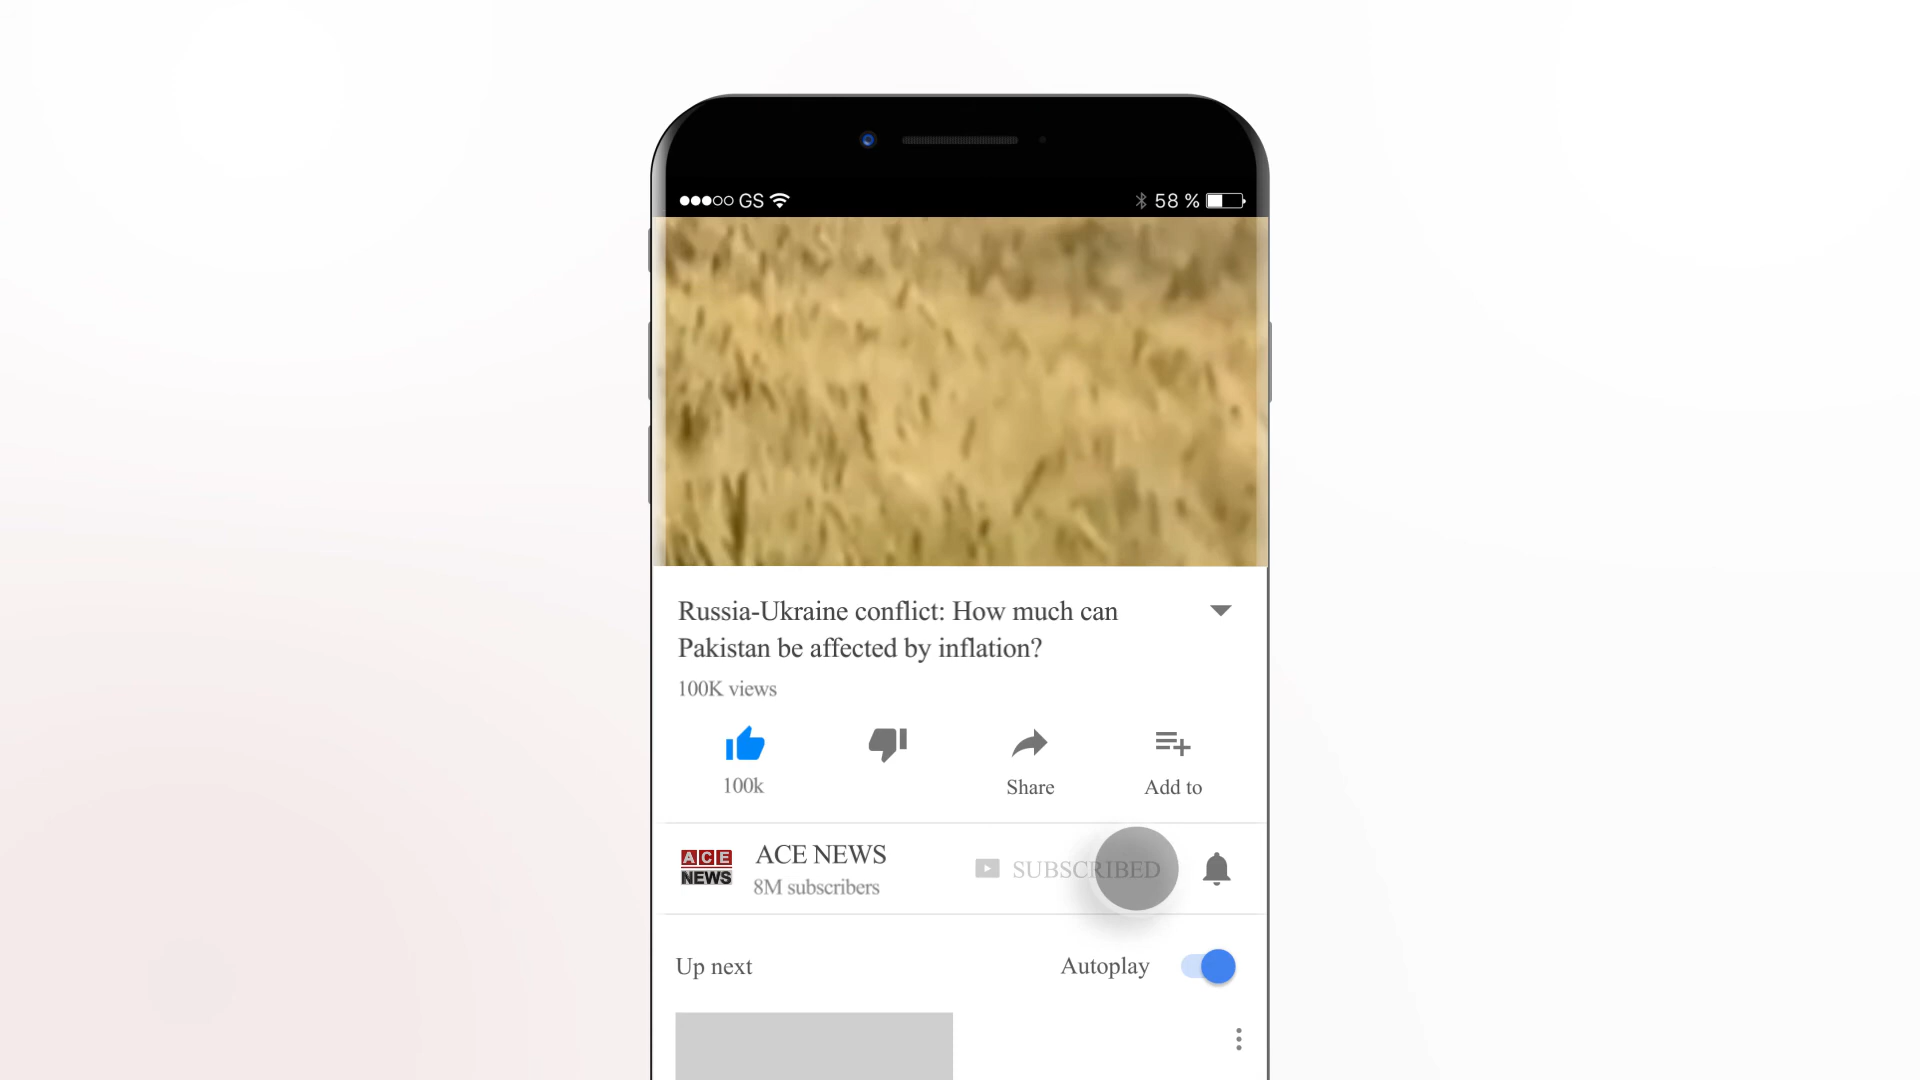 GS 58 %
Russia-Ukraine conflict: How much can
Pakistan be affected by inflation?
100K views
100k
Share
Add to
ACE
NEWS
ACE NEWS
8M subscribers
SUBSCRIBED
Up next
Autoplay